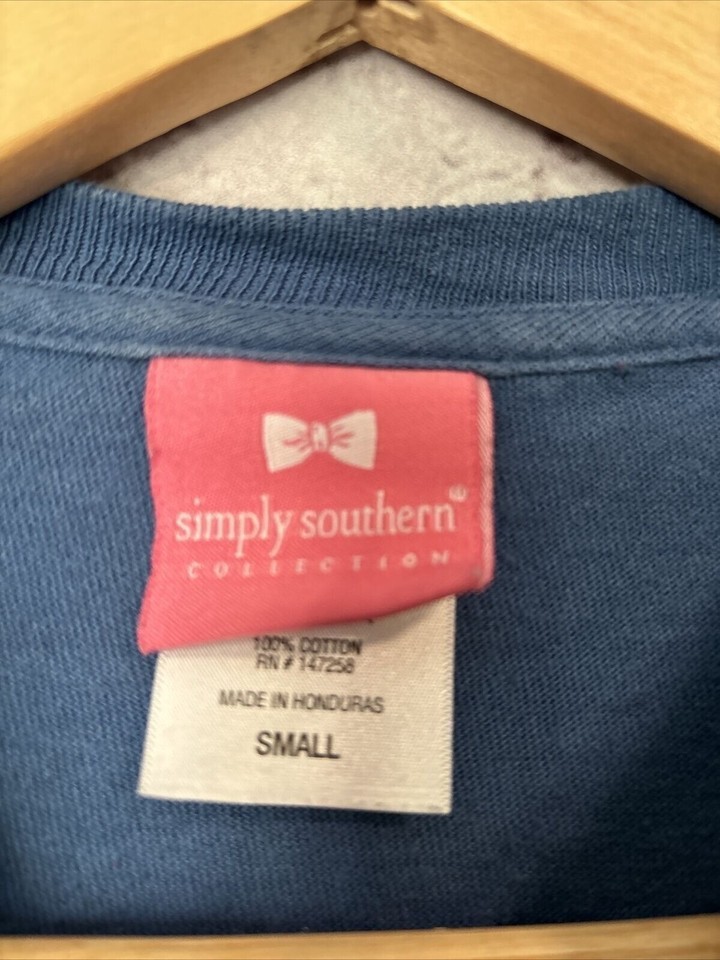 simply southern®
COLLECTION
100% COTTON
RN # 147258
MADE IN HONDURAS
SMALL